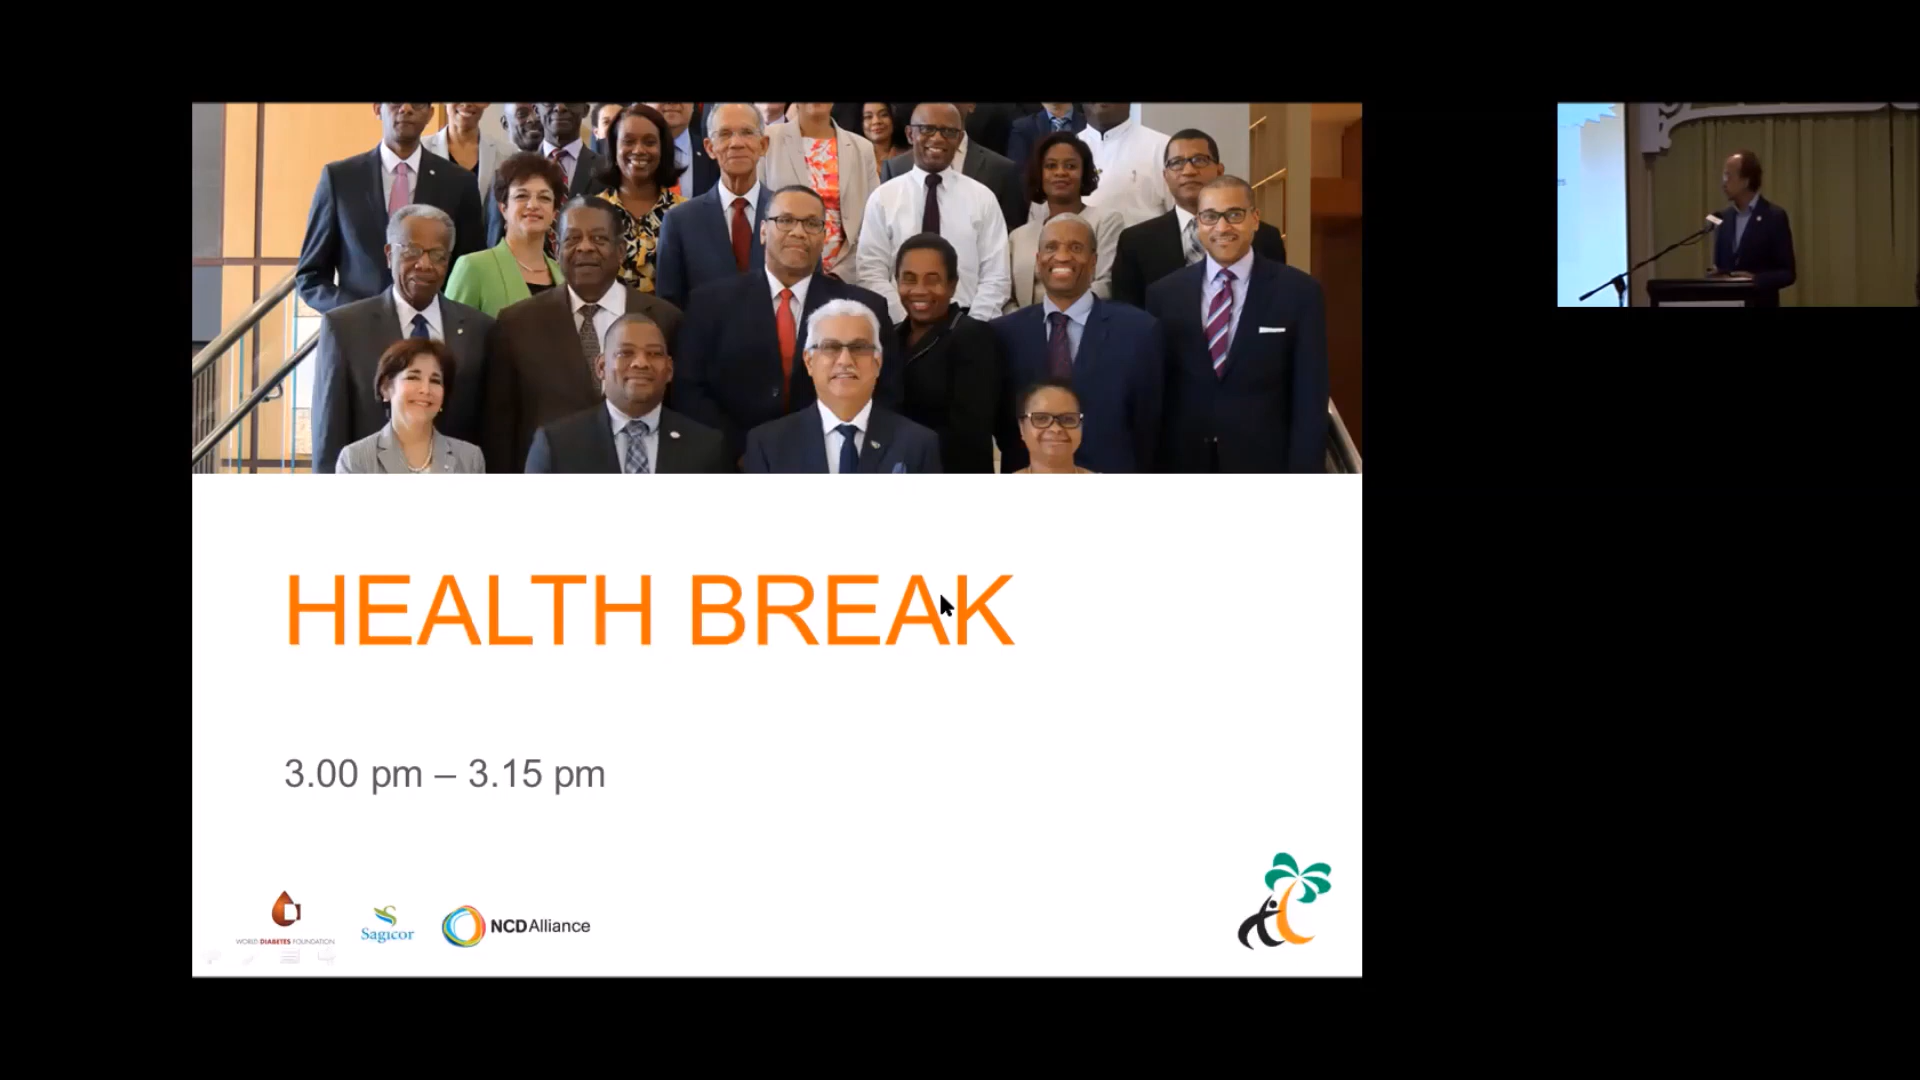 HEALTH BREAK
3.00 pm – 3.15 pm
WORLD DIABETES FOUNDATION
Sagicor
NCDAlliance